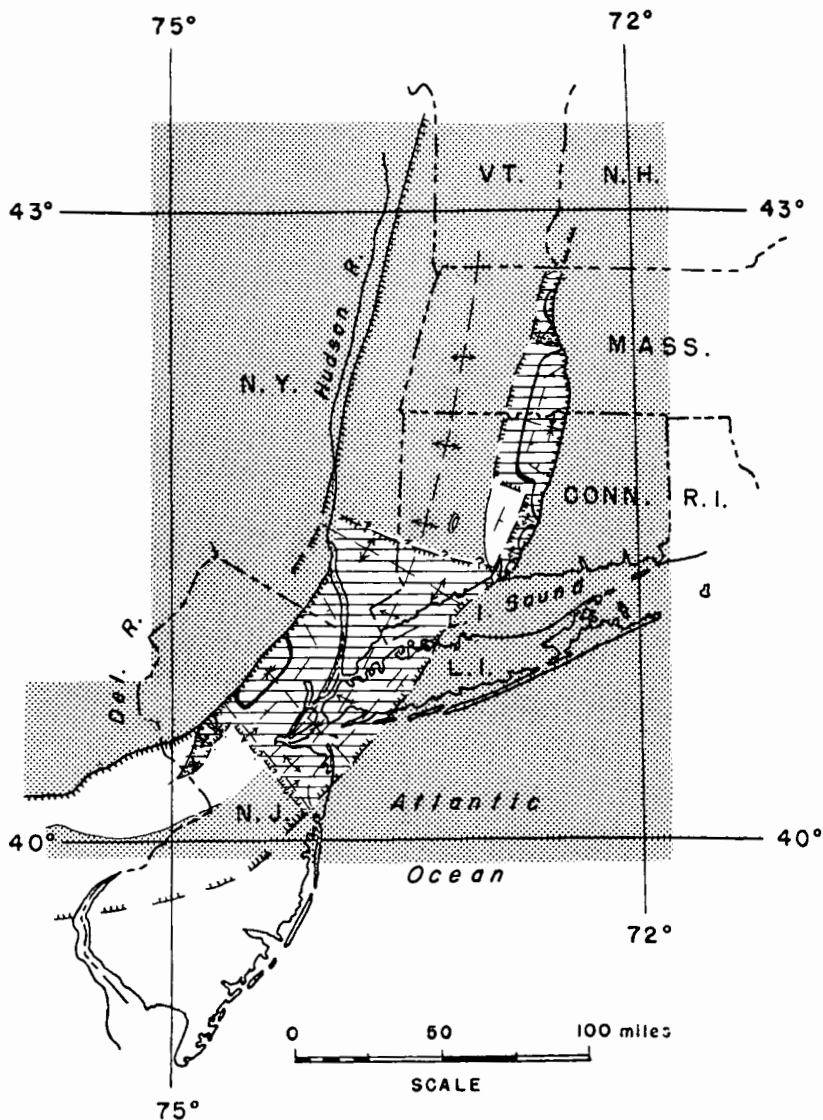 75°
72°
VT.
N. H.
43°
43°
Hudson R.
N. Y.
MASS.
CONN.
R. I.
L. I. Sound
L. I.
Del. R.
N. J.
Atlantic
Ocean
40°
40°
72°
0
50
100 miles
SCALE
75°